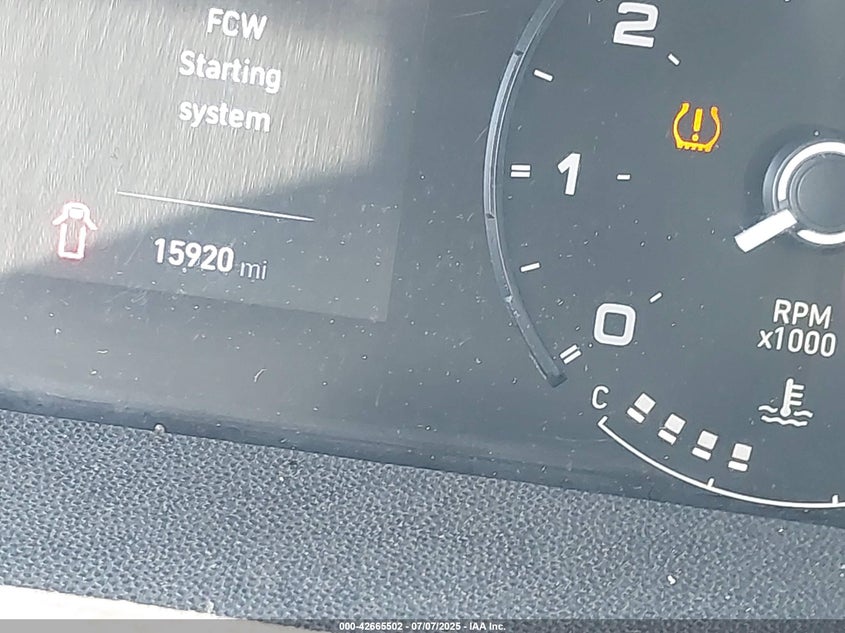 FCW
Starting
system
15920 mi
2
1
0
RPM
x1000
C
000-42665502 - 07/07/2025 - IAA Inc.